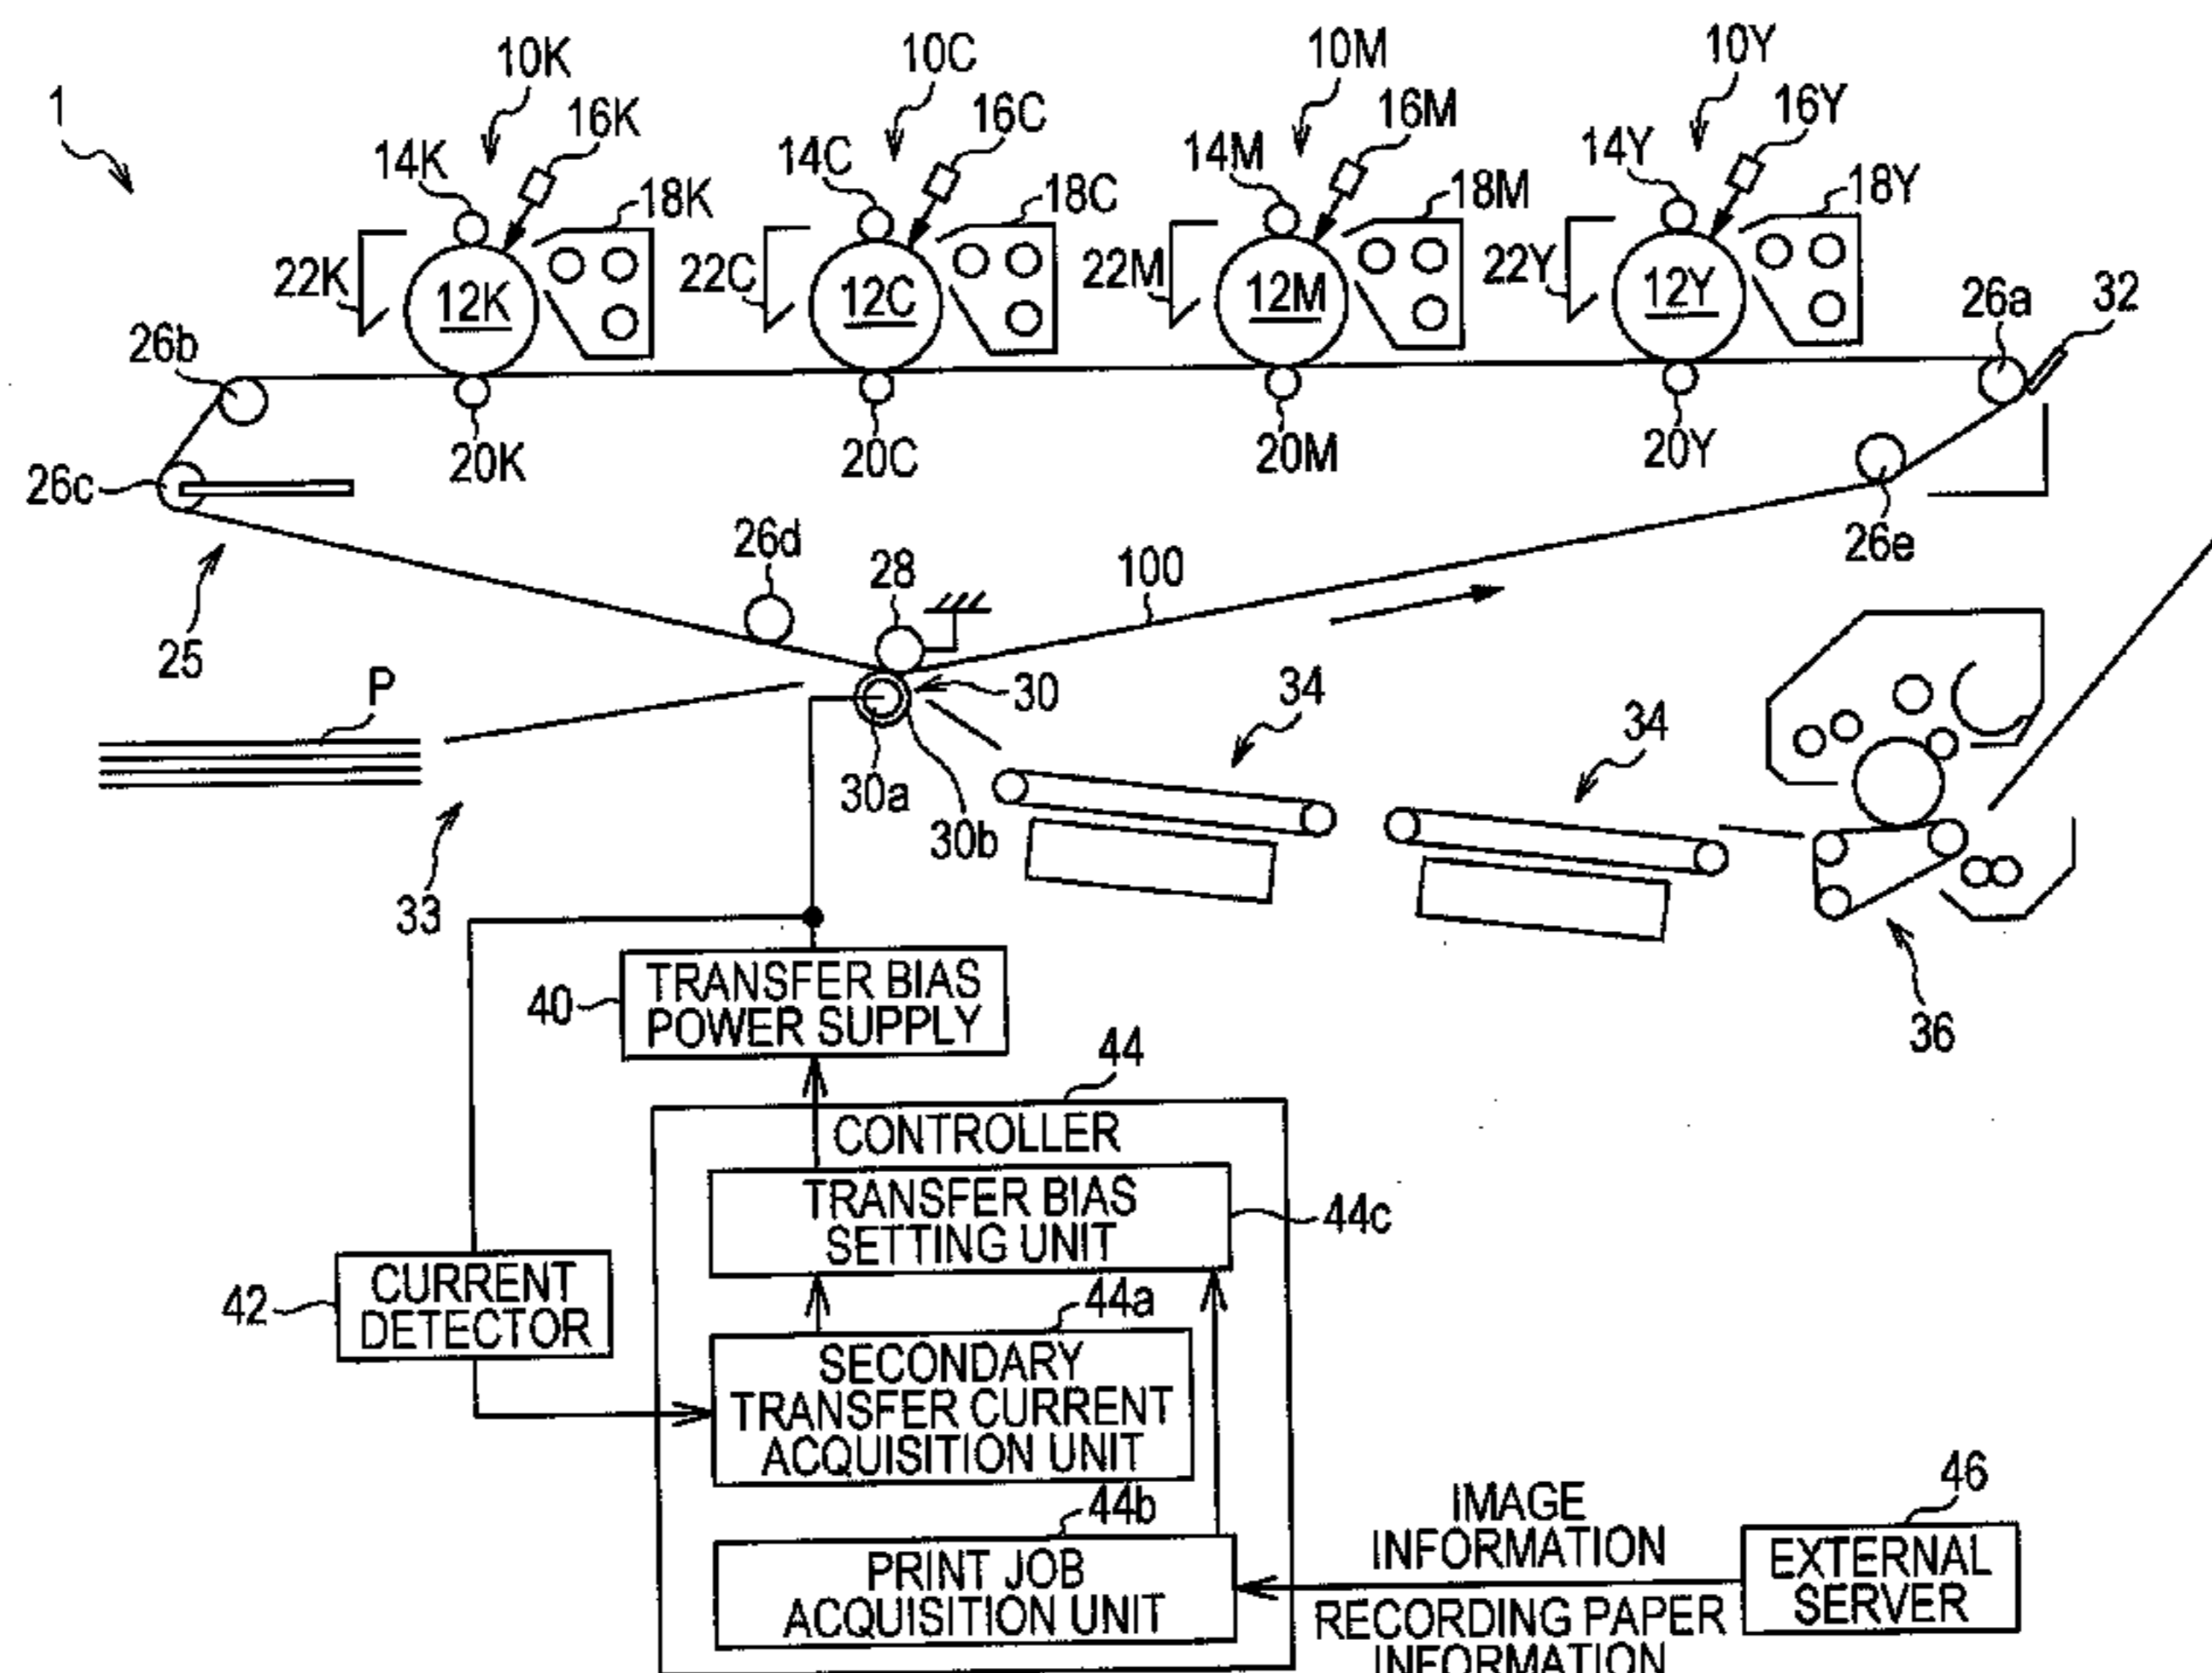 1
10K
10C
10M
10Y
16K
16C
16M
16Y
14K
14C
14M
14Y
18K
18C
18M
18Y
22K
22C
22M
22Y
12K
12C
12M
12Y
26b
26a
32
20K
20C
20M
20Y
26c
26d
28
100
26e
25
P
30
34
34
30a
30b
33
36
40
TRANSFER BIAS
POWER SUPPLY
44
CONTROLLER
TRANSFER BIAS
SETTING UNIT
44c
42
CURRENT
DETECTOR
44a
SECONDARY
TRANSFER CURRENT
ACQUISITION UNIT
44b
PRINT JOB
ACQUISITION UNIT
IMAGE
INFORMATION
RECORDING PAPER
INFORMATION
46
EXTERNAL
SERVER